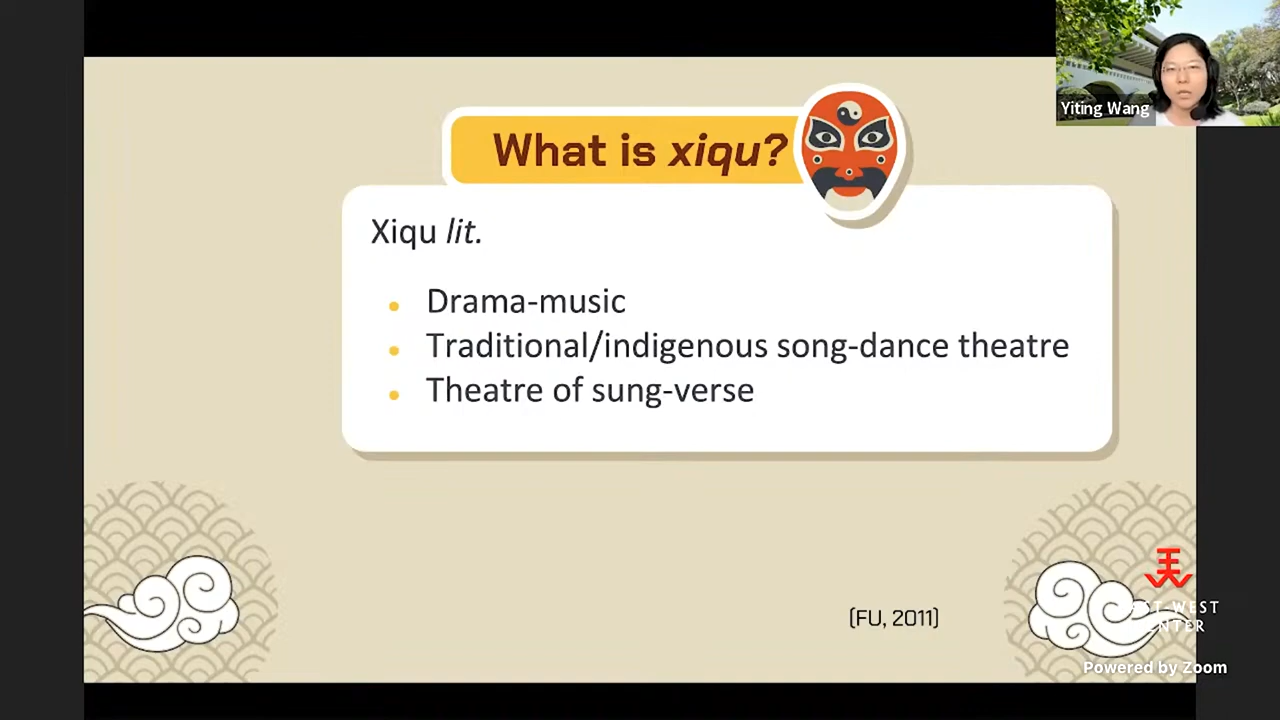 Yiting Wang
What is xiqu?
Xiqu lit.
Drama-music
Traditional/indigenous song-dance theatre
Theatre of sung-verse
(FU, 2011)
WEST
Powered by Zoom